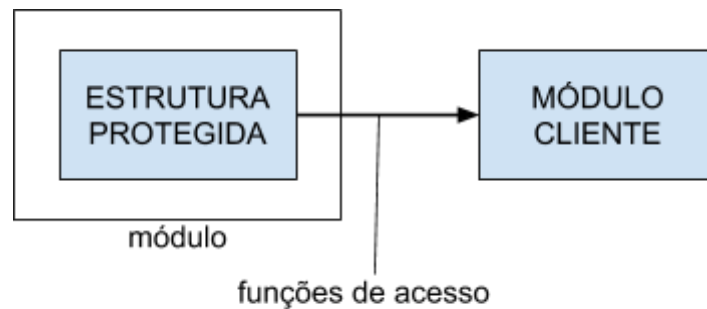 ESTRUTURA
PROTEGIDA
MÓDULO
CLIENTE
módulo
funções de acesso